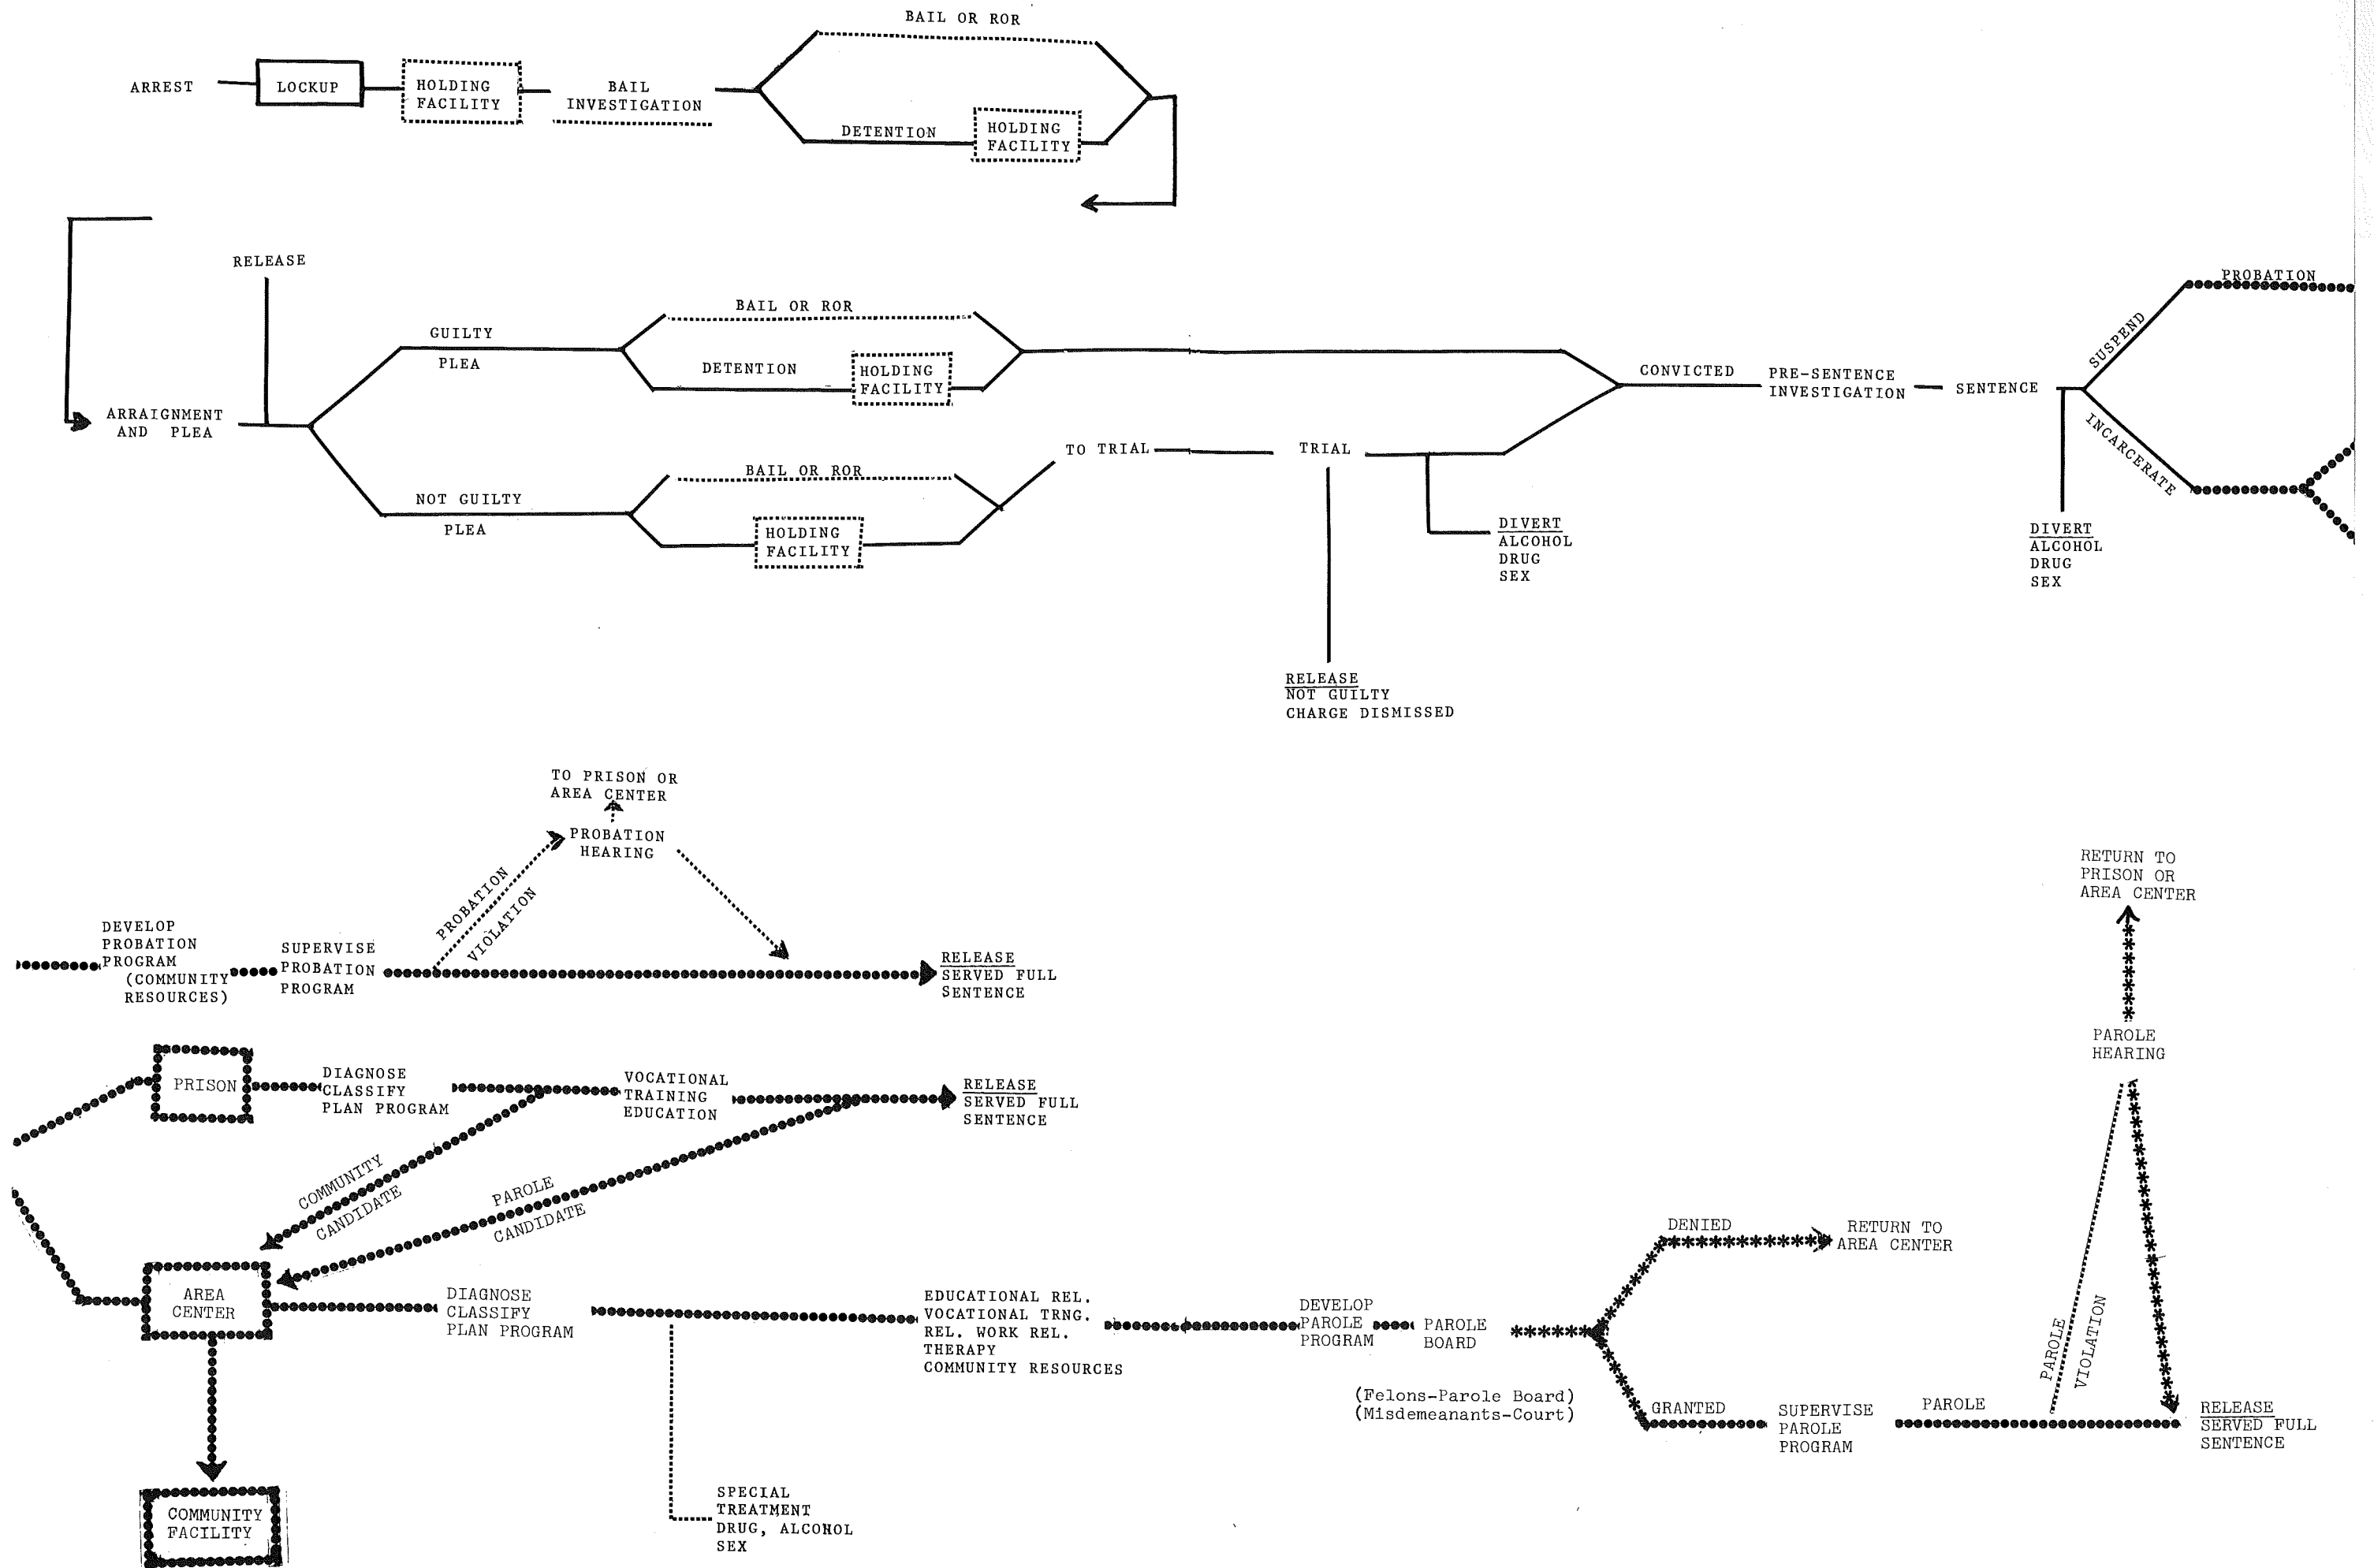 BAIL OR ROR
ARREST
LOCKUP
HOLDING
FACILITY
BAIL
INVESTIGATION
DETENTION
HOLDING
FACILITY
RELEASE
ARRAIGNMENT
AND PLEA
GUILTY
PLEA
BAIL OR ROR
DETENTION
HOLDING
FACILITY
NOT GUILTY
PLEA
BAIL OR ROR
HOLDING
FACILITY
TO TRIAL
TRIAL
RELEASE
NOT GUILTY
CHARGE DISMISSED
DIVERT
ALCOHOL
DRUG
SEX
CONVICTED
PRE-SENTENCE
INVESTIGATION
SENTENCE
DIVERT
ALCOHOL
DRUG
SEX
SUSPEND
PROBATION
INCARCERATE
TO PRISON OR
AREA CENTER
PROBATION
HEARING
PROBATION
VIOLATION
DEVELOP
PROBATION
PROGRAM
(COMMUNITY
RESOURCES)
SUPERVISE
PROBATION
PROGRAM
RELEASE
SERVED FULL
SENTENCE
PRISON
DIAGNOSE
CLASSIFY
PLAN PROGRAM
VOCATIONAL
TRAINING
EDUCATION
RELEASE
SERVED FULL
SENTENCE
COMMUNITY
CANDIDATE
PAROLE
CANDIDATE
AREA
CENTER
DIAGNOSE
CLASSIFY
PLAN PROGRAM
EDUCATIONAL REL.
VOCATIONAL TRNG.
REL. WORK REL.
THERAPY
COMMUNITY RESOURCES
DEVELOP
PAROLE
PROGRAM
PAROLE
BOARD
(Felons-Parole Board)
(Misdemeanants-Court)
DENIED
RETURN TO
AREA CENTER
GRANTED
SUPERVISE
PAROLE
PROGRAM
PAROLE
PAROLE
VIOLATION
RETURN TO
PRISON OR
AREA CENTER
PAROLE
HEARING
RELEASE
SERVED FULL
SENTENCE
COMMUNITY
FACILITY
SPECIAL
TREATMENT
DRUG, ALCOHOL
SEX